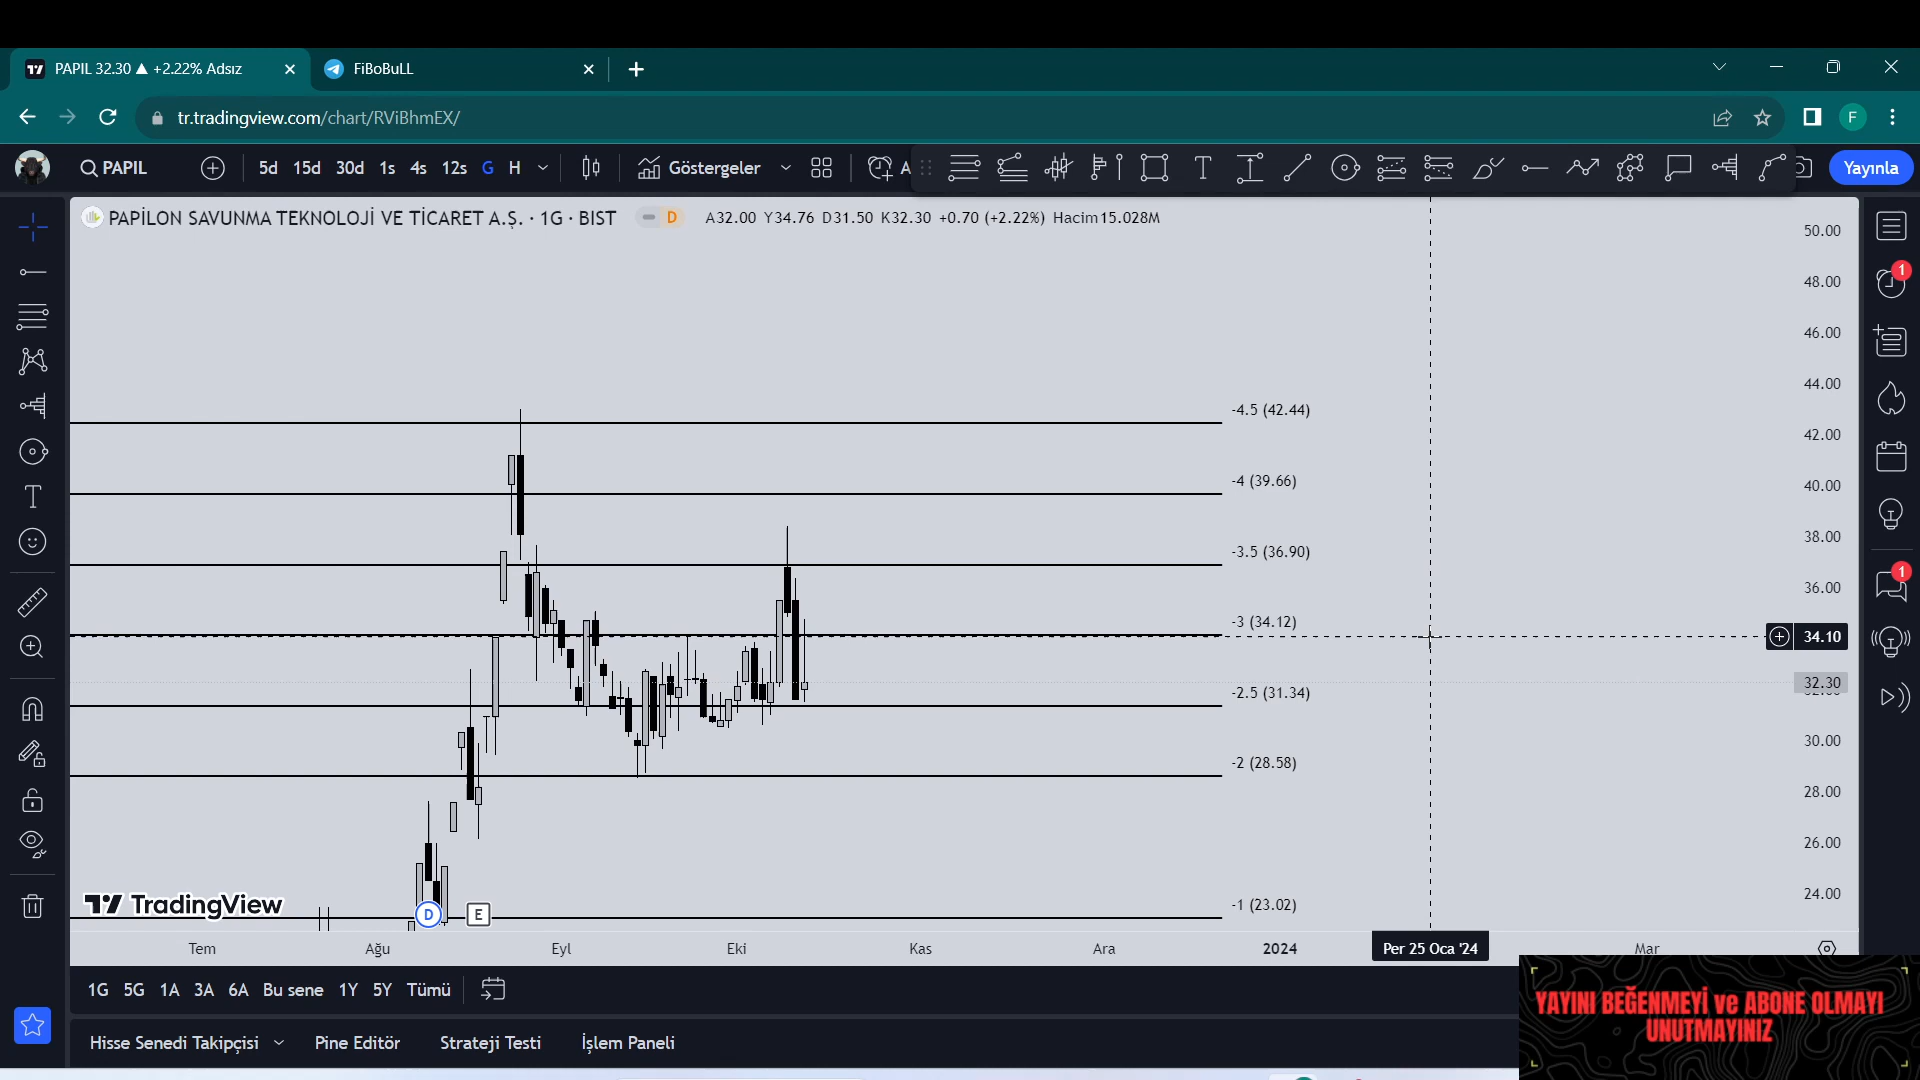 PAPIL 32.30 ▲ +2.22% Adsız
FiBoBuLL
tr.tradingview.com/chart/RViBhmEX/
F
PAPIL
5d 15d 30d 1s 4s 12s G H
Göstergeler
A
Yayınla
PAPİLON SAVUNMA TEKNOLOJİ VE TİCARET A.Ş. · 1G · BIST
D
A32.00 Y34.76 D31.50 K32.30 +0.70 (+2.22%) Hacim15.028M
50.00
48.00
46.00
44.00
42.00
40.00
38.00
36.00
34.10
32.30
30.00
28.00
26.00
24.00
-4.5 (42.44)
-4 (39.66)
-3.5 (36.90)
-3 (34.12)
-2.5 (31.34)
-2 (28.58)
-1 (23.02)
1
1
TradingView
D
E
Tem Ağu Eyl Eki Kas Ara 2024 Per 25 Oca '24 Mar
1G 5G 1A 3A 6A Bu sene 1Y 5Y Tümü
Hisse Senedi Takipçisi Pine Editör Strateji Testi İşlem Paneli
YAYINI BEĞENMEYİ ve ABONE OLMAYI
UNUTMAYINIZ